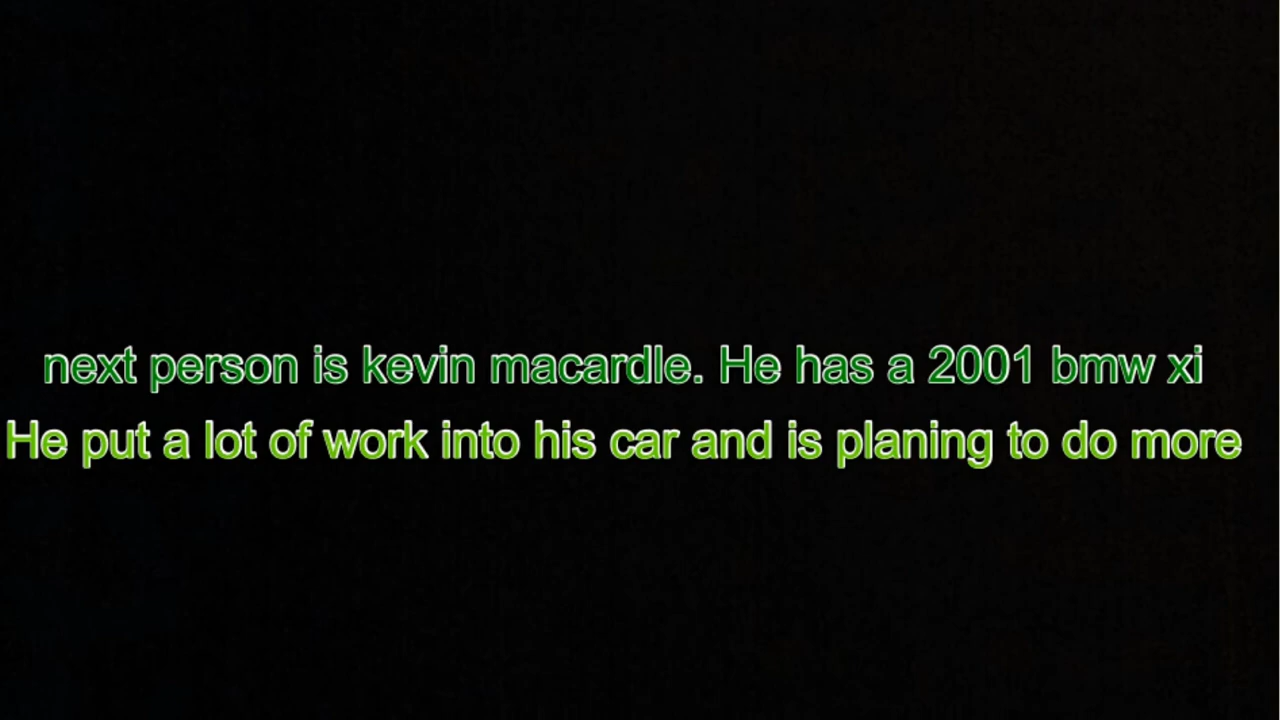 next person is kevin macardle. He has a 2001 bmw xi
He put a lot of work into his car and is planing to do more